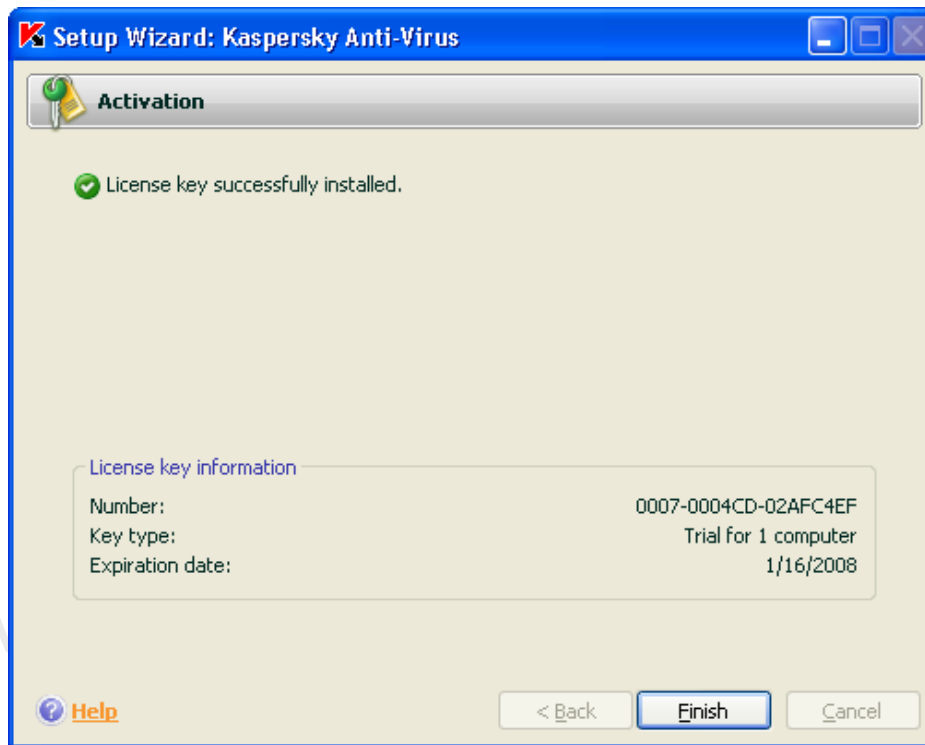 Setup Wizard: Kaspersky Anti-Virus
Activation
License key successfully installed.
License key information
Number: 0007-0004CD-02AFC4EF
Key type: Trial for 1 computer
Expiration date: 1/16/2008
Help < Back Finish Cancel